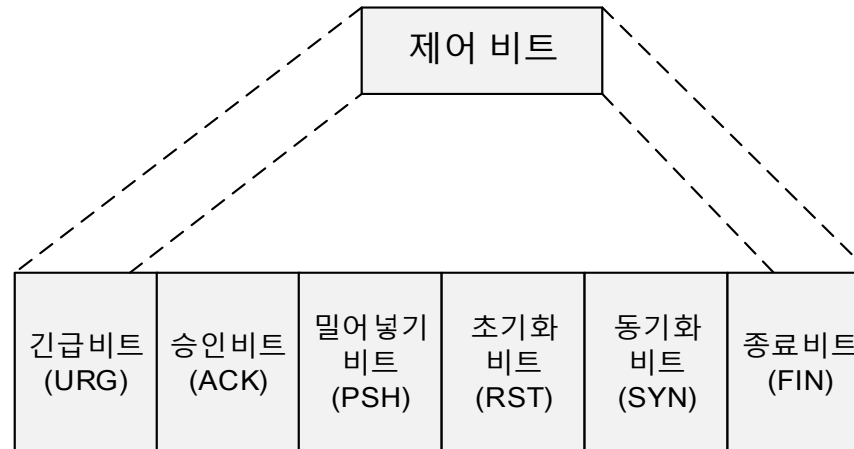 제어 비트
긴급비트
(URG)
승인비트
(ACK)
밀어넣기
비트
(PSH)
초기화
비트
(RST)
동기화
비트
(SYN)
종료비트
(FIN)